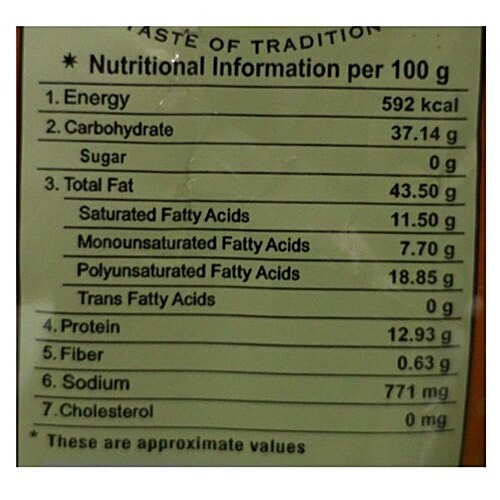 TASTE OF TRADITION
* Nutritional Information per 100 g
1. Energy 592 kcal
2. Carbohydrate 37.14 g
Sugar 0 g
3. Total Fat 43.50 g
Saturated Fatty Acids 11.50 g
Monounsaturated Fatty Acids 7.70 g
Polyunsaturated Fatty Acids 18.85 g
Trans Fatty Acids 0 g
4. Protein 12.93 g
5. Fiber 0.63 g
6. Sodium 771 mg
7. Cholesterol 0 mg
* These are approximate values